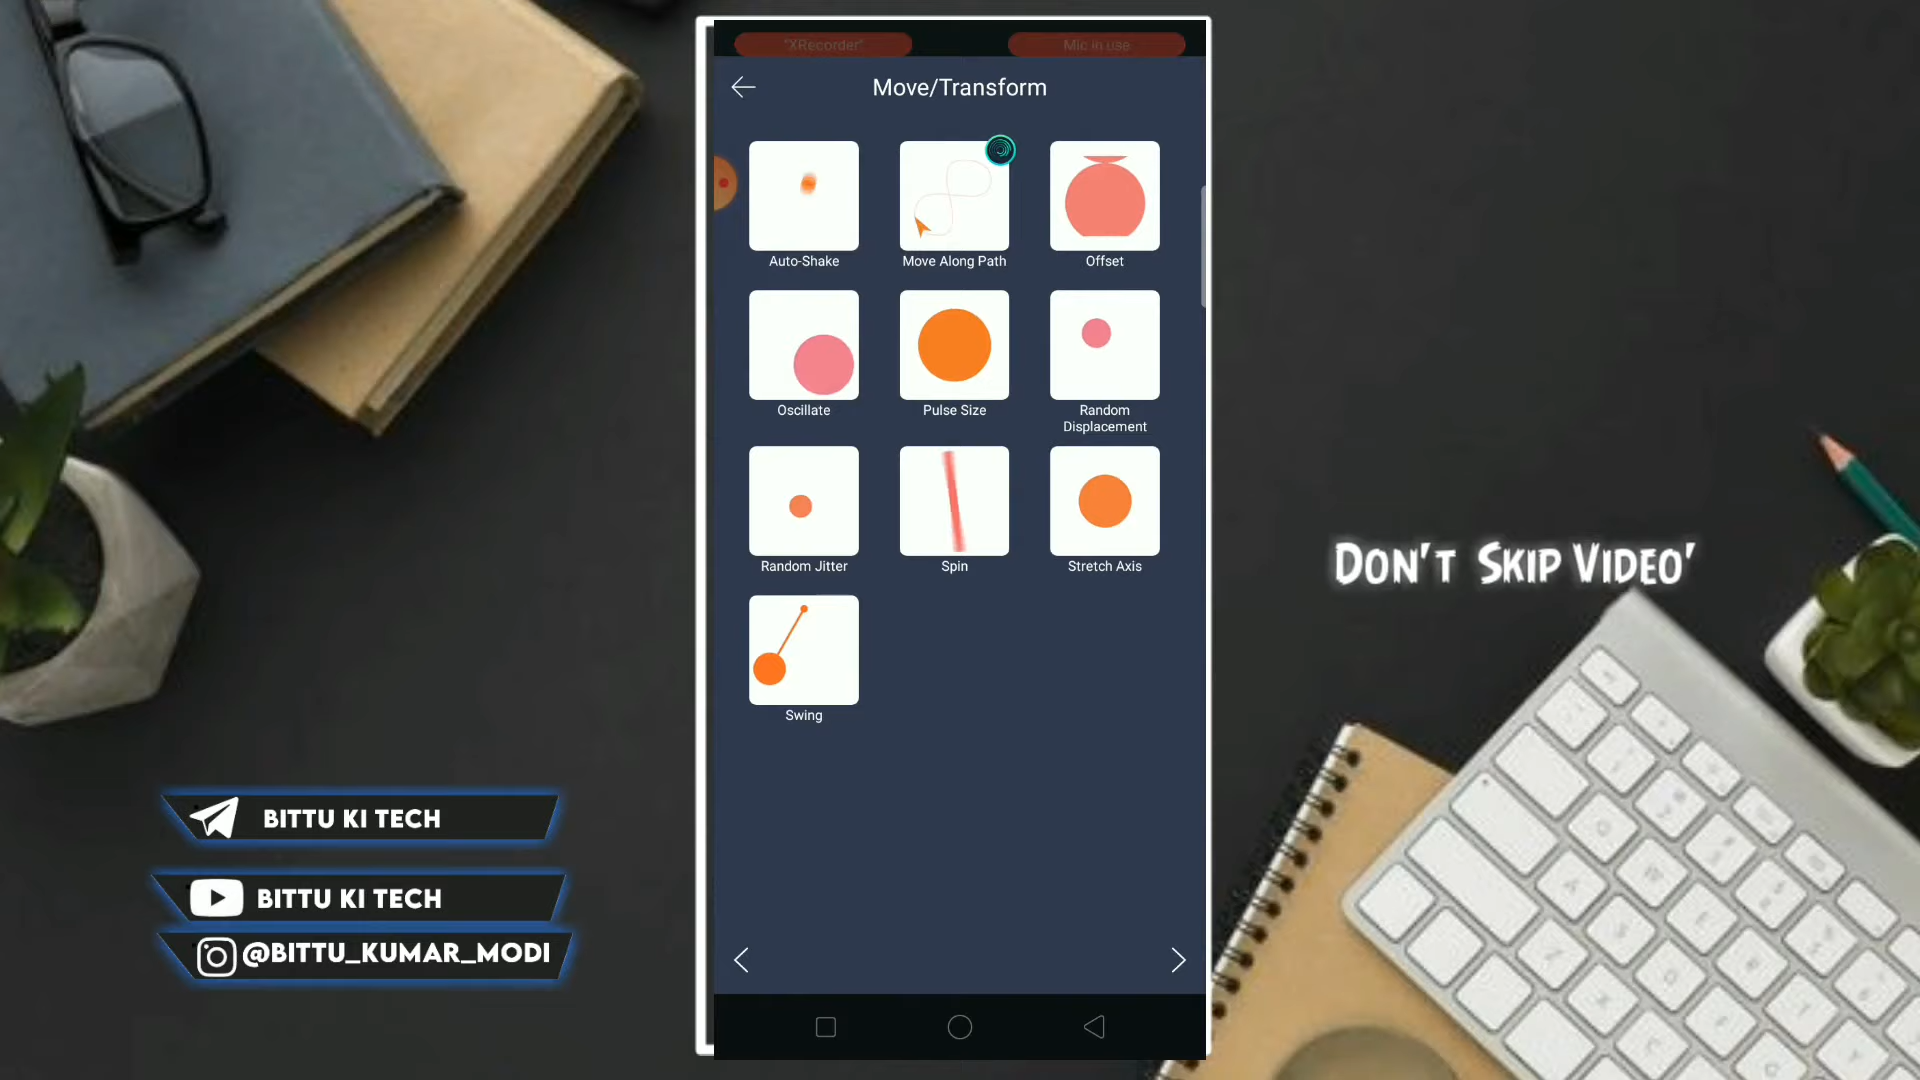 "XRecorder"
Mic in use
Move/Transform
Auto-Shake
Move Along Path
Offset
Oscillate
Pulse Size
Random
Displacement
Random Jitter
Spin
Stretch Axis
Swing
DON'T SKIP VIDEO'
BITTU KI TECH
BITTU KI TECH
@BITTU_KUMAR_MODI